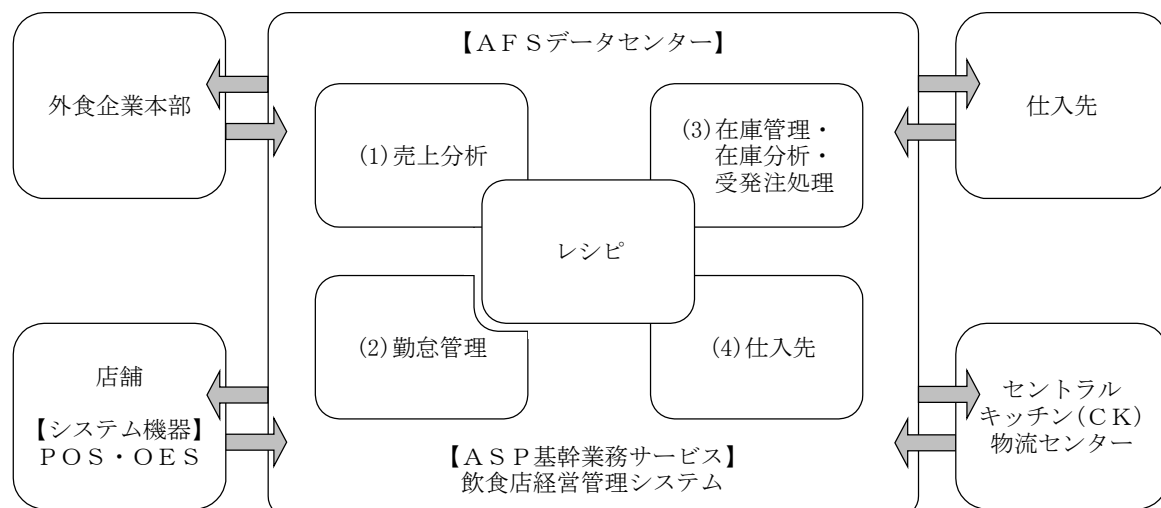 【ＡＦＳデータセンター】
外食企業本部
(1)売上分析
(3)在庫管理・
在庫分析・
受発注処理
仕入先
レシピ
(2)勤怠管理
(4)仕入先
店舗
【システム機器】
ＰＯＳ・ＯＥＳ
【ＡＳＰ基幹業務サービス】
飲食店経営管理システム
セントラル
キッチン(ＣＫ)
物流センター